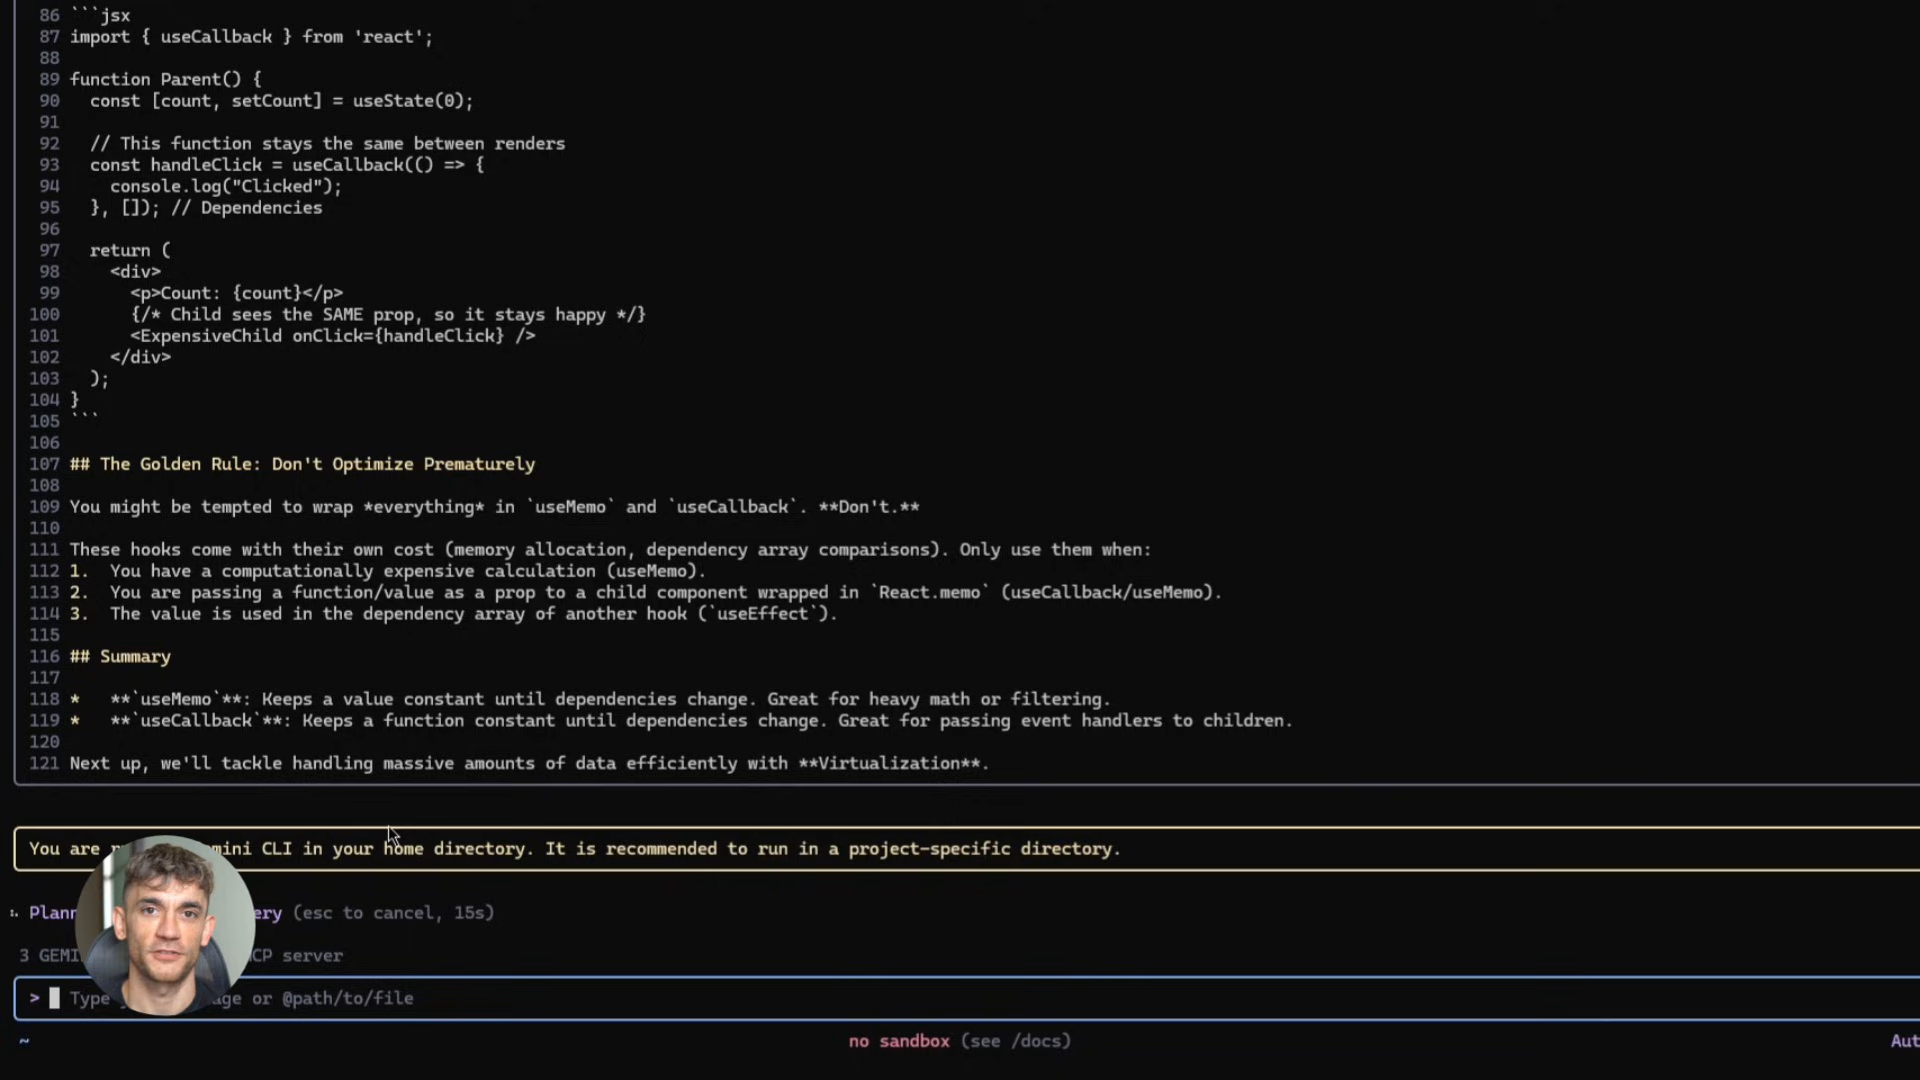 86 ```jsx
87 import { useCallback } from 'react';
88
89 function Parent() {
90   const [count, setCount] = useState(0);
91
92   // This function stays the same between renders
93   const handleClick = useCallback(() => {
94     console.log("Clicked");
95   }, []); // Dependencies
96
97   return (
98     <div>
99       <p>Count: {count}</p>
100       {/* Child sees the SAME prop, so it stays happy */}
101       <ExpensiveChild onClick={handleClick} />
102     </div>
103   );
104 }
105 ```
106
107 ## The Golden Rule: Don't Optimize Prematurely
108
109 You might be tempted to wrap *everything* in `useMemo` and `useCallback`. **Don't.**
110
111 These hooks come with their own cost (memory allocation, dependency array comparisons). Only use them when:
112 1.  You have a computationally expensive calculation (useMemo).
113 2.  You are passing a function/value as a prop to a child component wrapped in `React.memo` (useCallback/useMemo).
114 3.  The value is used in the dependency array of another hook (`useEffect`).
115
116 ## Summary
117
118 *   **`useMemo`**: Keeps a value constant until dependencies change. Great for heavy math or filtering.
119 *   **`useCallback`**: Keeps a function constant until dependencies change. Great for passing event handlers to children.
120
121 Next up, we'll tackle handling massive amounts of data efficiently with **Virtualization**.
You are CLI in your home directory. It is recommended to run in a project-specific directory.
(esc to cancel, 15s)
3 server
> Type or @path/to/file
~ no sandbox (see /docs)